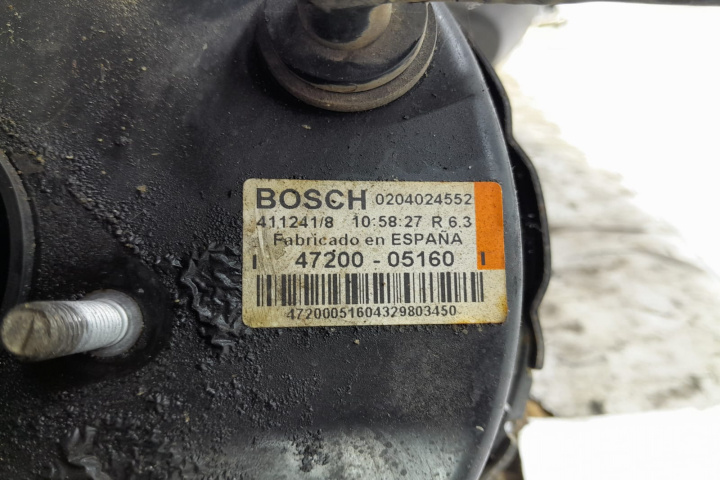 BOSCH 0204024552
411241/8 10:58:27 R 6.3
Fabricado en ESPAÑA
I 47200 - 05160 I
47200051604329803450